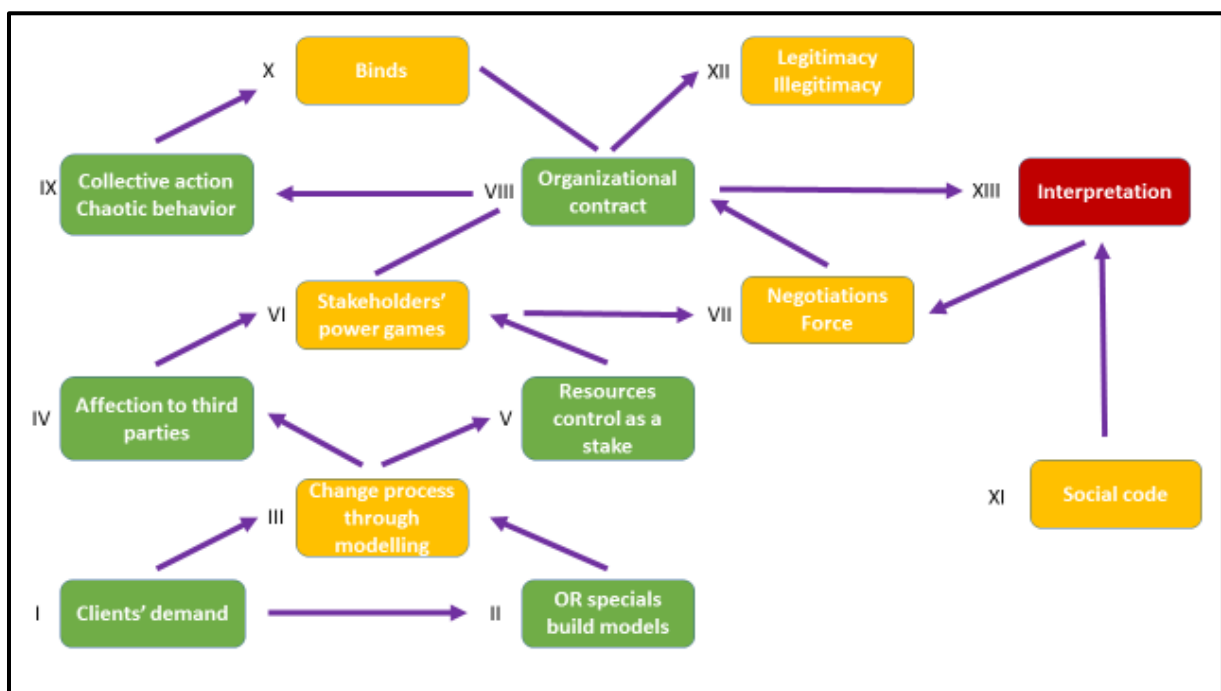 X
Binds
XII
Legitimacy
Illegitimacy
IX
Collective action
Chaotic behavior
VIII
Organizational
contract
XIII
Interpretation
VI
Stakeholders’
power games
VII
Negotiations
Force
IV
Affection to third
parties
V
Resources
control as a
stake
III
Change process
through
modelling
XI
Social code
I
Clients’ demand
II
OR specials
build models